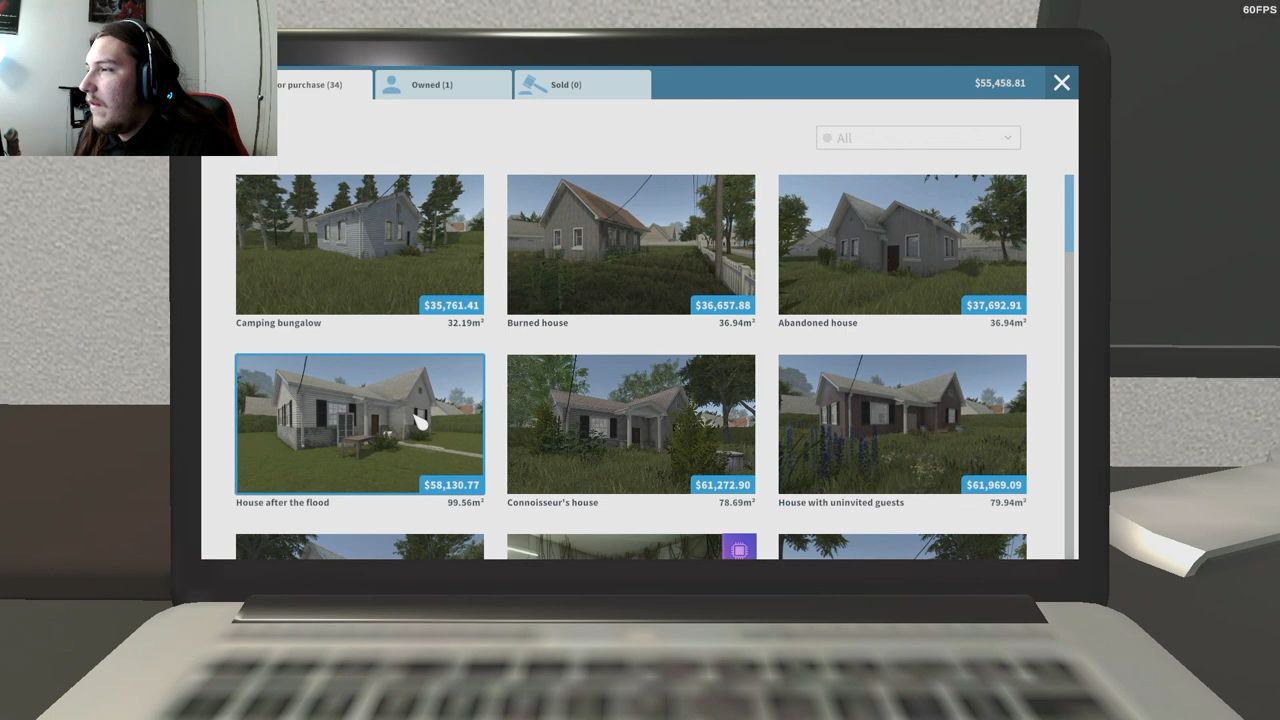 60FPS
or purchase (34)
Owned (1)
Sold (0)
$55,458.81
All
$35,761.41
Camping bungalow
32.19m²
$36,657.88
Burned house
36.94m²
$37,692.91
Abandoned house
36.94m²
$58,130.77
House after the flood
99.56m²
$61,272.90
Connoisseur's house
78.69m²
$61,969.09
House with uninvited guests
79.94m²